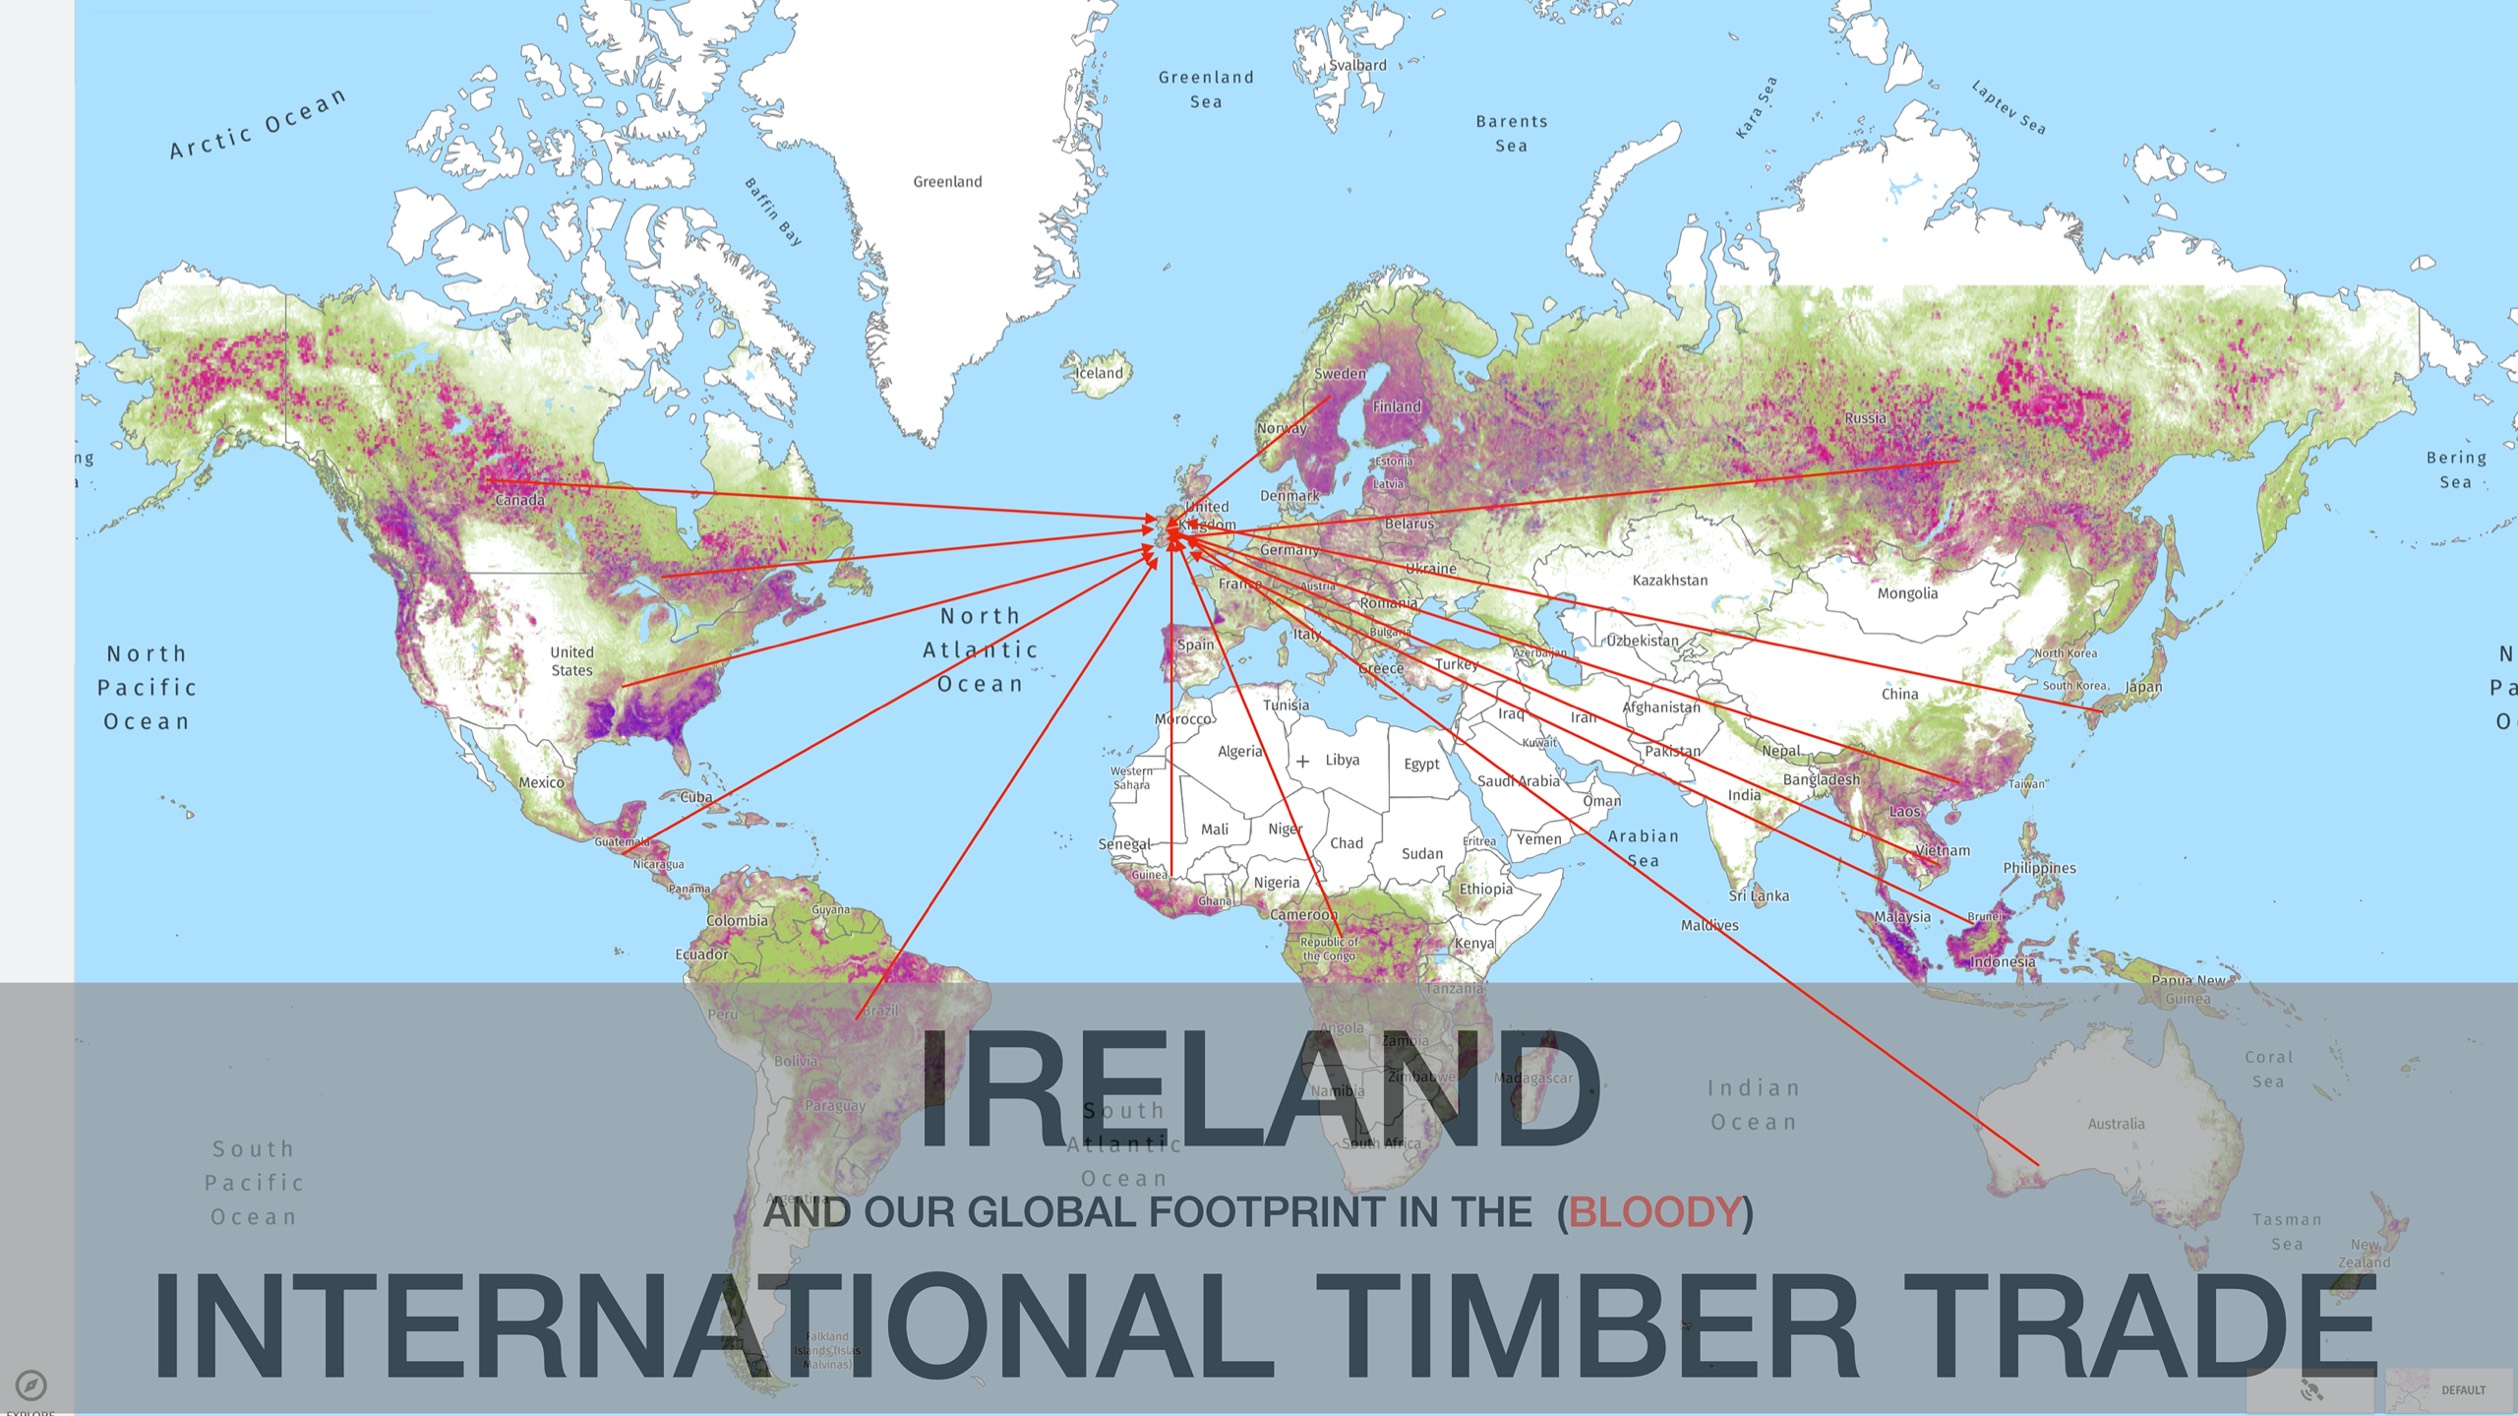 Arctic Ocean
Greenland
Sea
Svalbard
Barents
Sea
Kara Sea
Laptev Sea
Baffin Bay
Greenland
Iceland
Sweden
Finland
Norway
Russia
Estonia
Latvia
Bering
Sea
ng
a
Canada
United
Kingdom
Denmark
Belarus
Germany
Ukraine
France
Austria
Romania
Kazakhstan
Mongolia
North
Atlantic
Ocean
Italy
Bulgaria
Spain
Greece
Turkey
Azerbaijan
Uzbekistan
North Korea
South Korea
Japan
United
States
North
Pacific
Ocean
N
Pa
O
China
Tunisia
Morocco
Algeria
Libya
Egypt
Iraq
Iran
Afghanistan
Kuwait
Pakistan
Nepal
Western
Sahara
Saudi Arabia
Bangladesh
Taiwan
Mexico
Cuba
India
Oman
Laos
Mali
Niger
Chad
Sudan
Eritrea
Yemen
Arabian
Sea
Senegal
Guatemala
Nicaragua
Vietnam
Philippines
Guinea
Nigeria
Ethiopia
Sri Lanka
Panama
Ghana
Colombia
Guyana
Cameroon
Maldives
Malaysia
Brunei
Ecuador
Republic of
the Congo
Kenya
Indonesia
Tanzania
Papua New
Guinea
Peru
Brazil
Angola
Zambia
Bolivia
Zimbabwe
Madagascar
Namibia
Indian
Ocean
Coral
Sea
Paraguay
South
Atlantic
Ocean
Australia
South Africa
South
Pacific
Ocean
Argentina
Tasman
Sea
New
Zealand
IRELAND
AND OUR GLOBAL FOOTPRINT IN THE (BLOODY)
INTERNATIONAL TIMBER TRADE
Falkland
Islands (Islas
Malvinas)
DEFAULT
EXPLORE